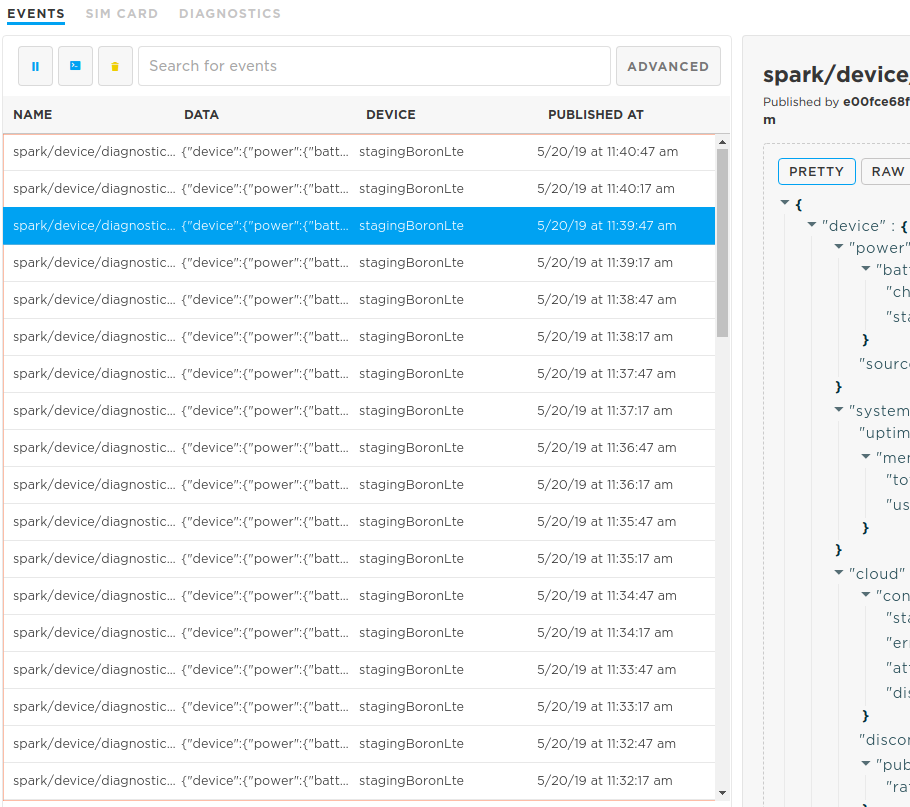 EVENTS SIM CARD DIAGNOSTICS
Search for events ADVANCED
NAME DATA DEVICE PUBLISHED AT
spark/device/diagnostic... {"device":{"power":{"batt... stagingBoronLte 5/20/19 at 11:40:47 am
spark/device/diagnostic... {"device":{"power":{"batt... stagingBoronLte 5/20/19 at 11:40:17 am
spark/device/diagnostic... {"device":{"power":{"batt... stagingBoronLte 5/20/19 at 11:39:47 am
spark/device/diagnostic... {"device":{"power":{"batt... stagingBoronLte 5/20/19 at 11:39:17 am
spark/device/diagnostic... {"device":{"power":{"batt... stagingBoronLte 5/20/19 at 11:38:47 am
spark/device/diagnostic... {"device":{"power":{"batt... stagingBoronLte 5/20/19 at 11:38:17 am
spark/device/diagnostic... {"device":{"power":{"batt... stagingBoronLte 5/20/19 at 11:37:47 am
spark/device/diagnostic... {"device":{"power":{"batt... stagingBoronLte 5/20/19 at 11:37:17 am
spark/device/diagnostic... {"device":{"power":{"batt... stagingBoronLte 5/20/19 at 11:36:47 am
spark/device/diagnostic... {"device":{"power":{"batt... stagingBoronLte 5/20/19 at 11:36:17 am
spark/device/diagnostic... {"device":{"power":{"batt... stagingBoronLte 5/20/19 at 11:35:47 am
spark/device/diagnostic... {"device":{"power":{"batt... stagingBoronLte 5/20/19 at 11:35:17 am
spark/device/diagnostic... {"device":{"power":{"batt... stagingBoronLte 5/20/19 at 11:34:47 am
spark/device/diagnostic... {"device":{"power":{"batt... stagingBoronLte 5/20/19 at 11:34:17 am
spark/device/diagnostic... {"device":{"power":{"batt... stagingBoronLte 5/20/19 at 11:33:47 am
spark/device/diagnostic... {"device":{"power":{"batt... stagingBoronLte 5/20/19 at 11:33:17 am
spark/device/diagnostic... {"device":{"power":{"batt... stagingBoronLte 5/20/19 at 11:32:47 am
spark/device/diagnostic... {"device":{"power":{"batt... stagingBoronLte 5/20/19 at 11:32:17 am
spark/device/
Published by e00fce68f
m
PRETTY RAW
{
"device" : {
"power"
"bat
"ch
"sta
}
"source
}
"system
"uptim
"mer
"to
"us
}
}
"cloud"
"con
"sta
"er
"at
"dis
}
"discor
"pub
"ra